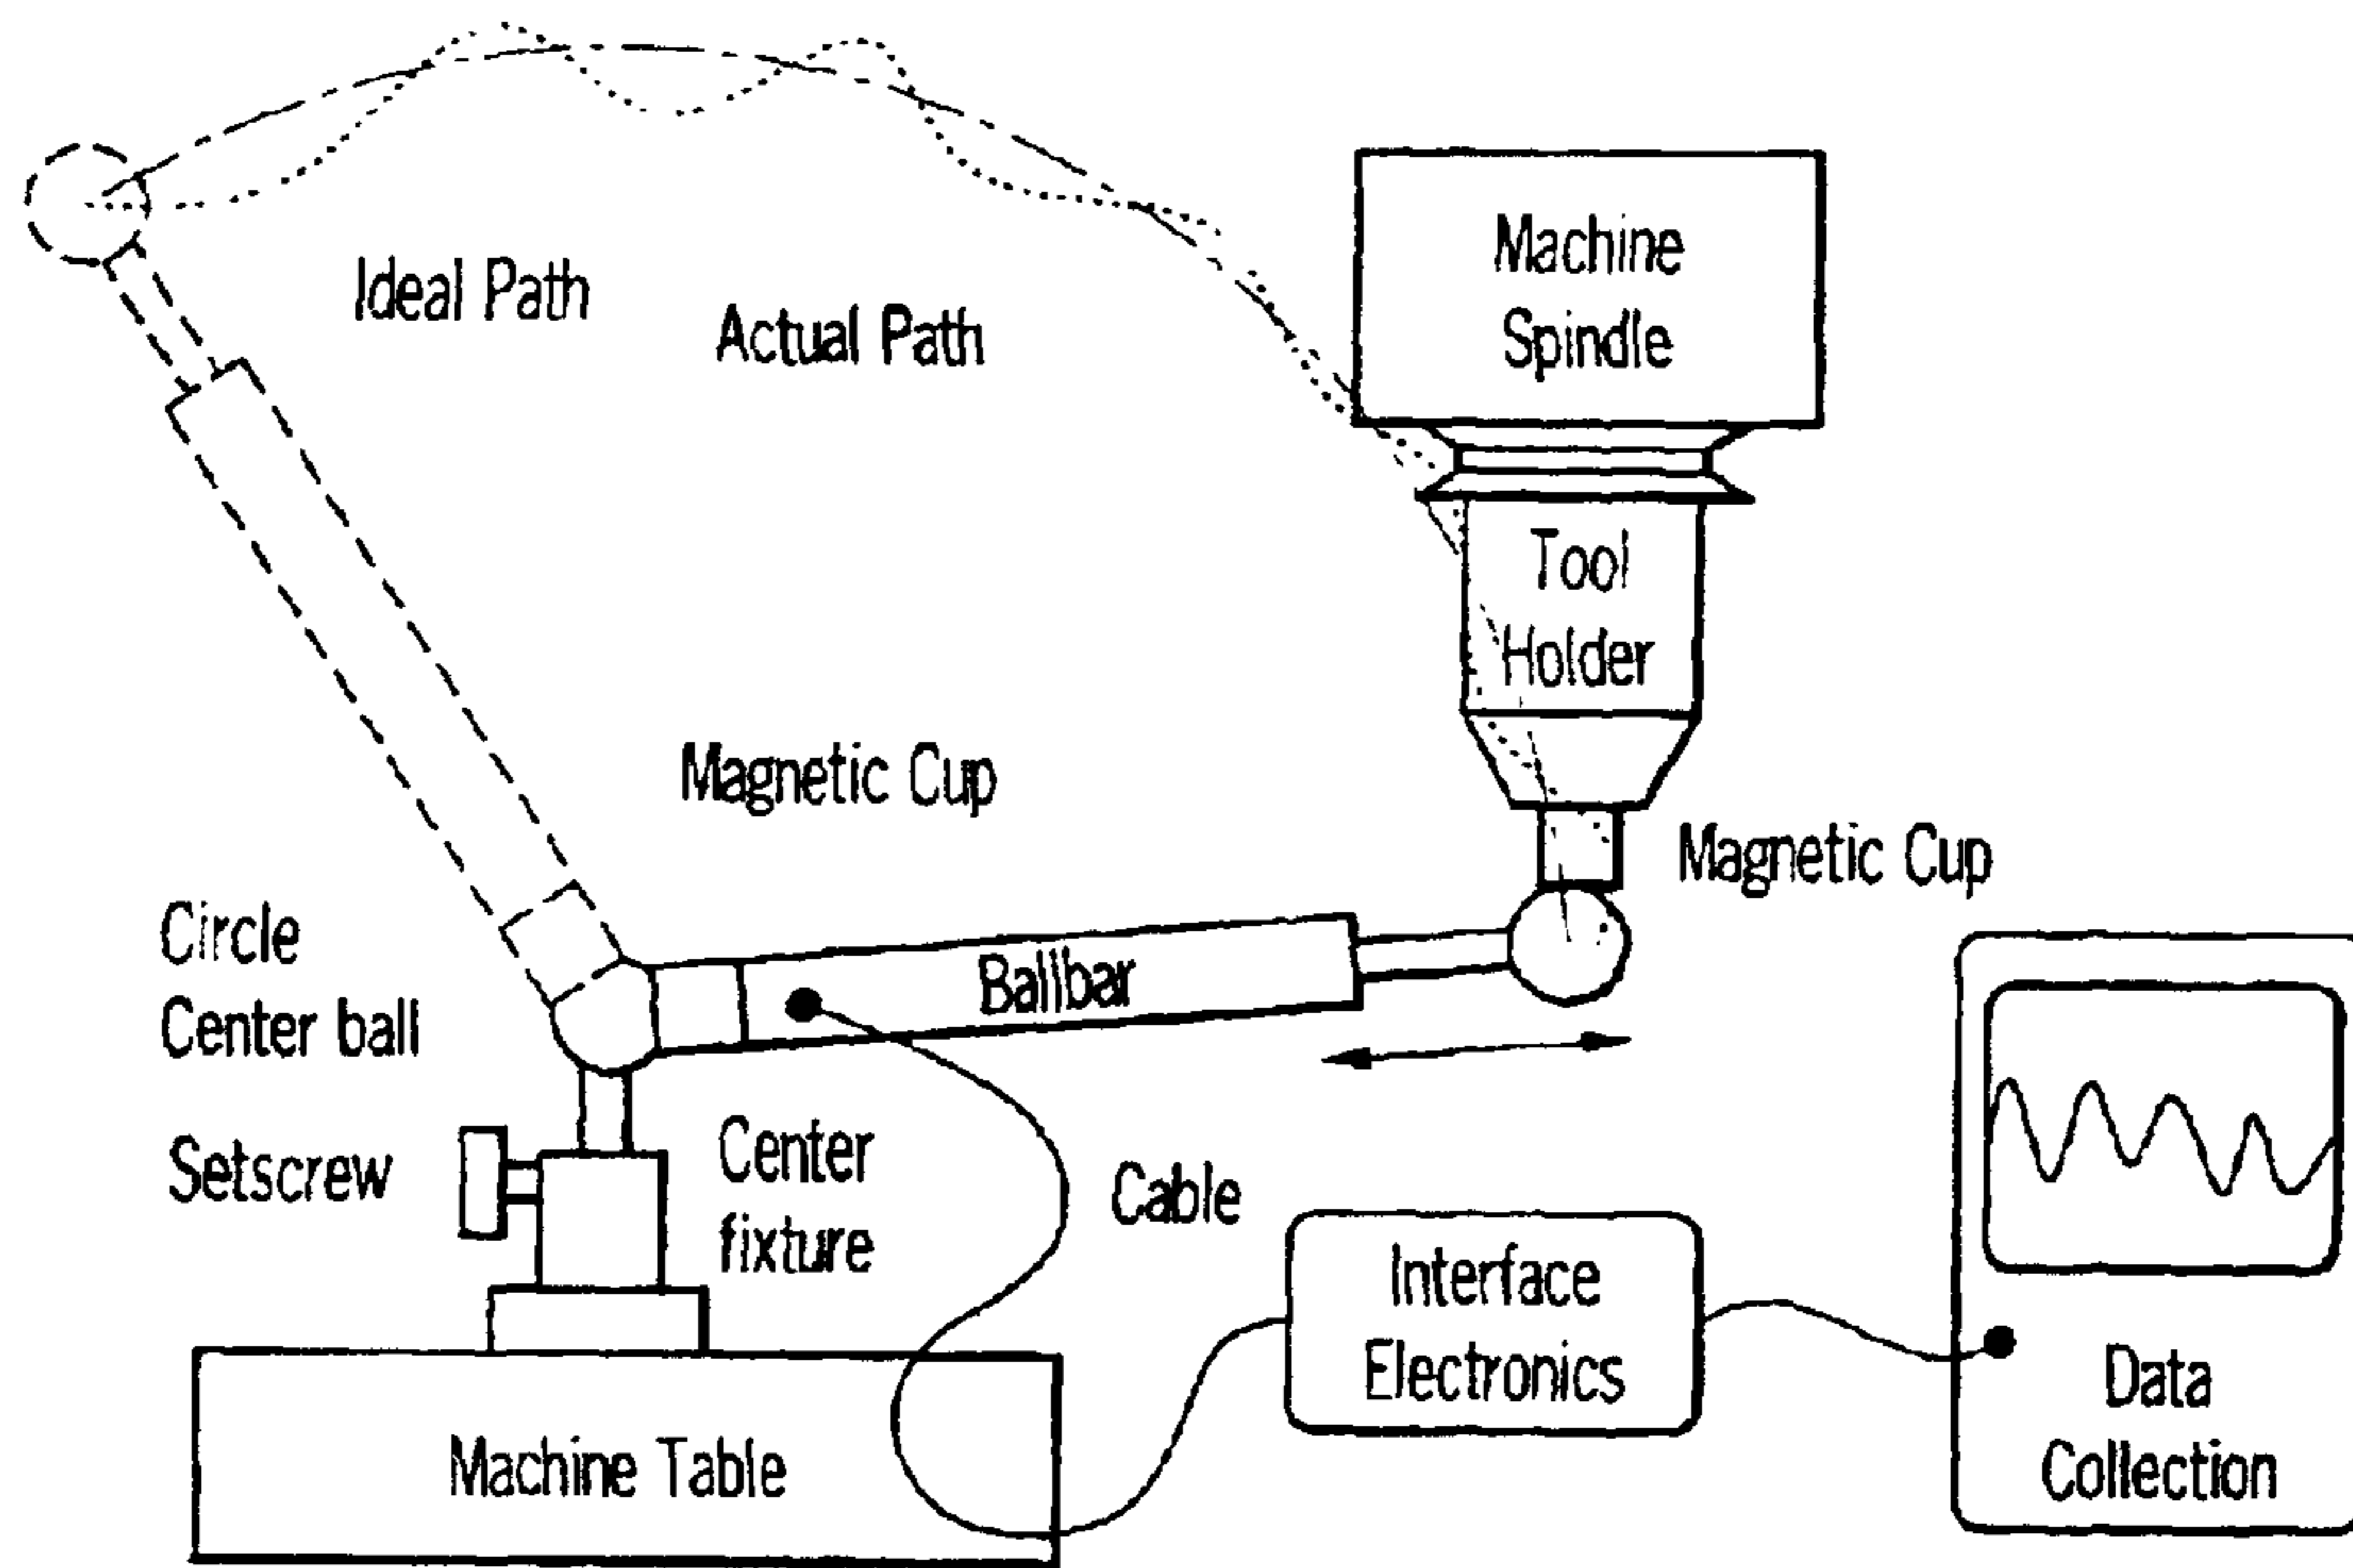 Machine
Spindle
Ideal Path
Actual Path
Tool
Holder
Magnetic Cup
Magnetic Cup
Circle
Center ball
Ballbar
Setscrew
Center
fixture
Cable
Interface
Electronics
Data
Collection
Machine Table